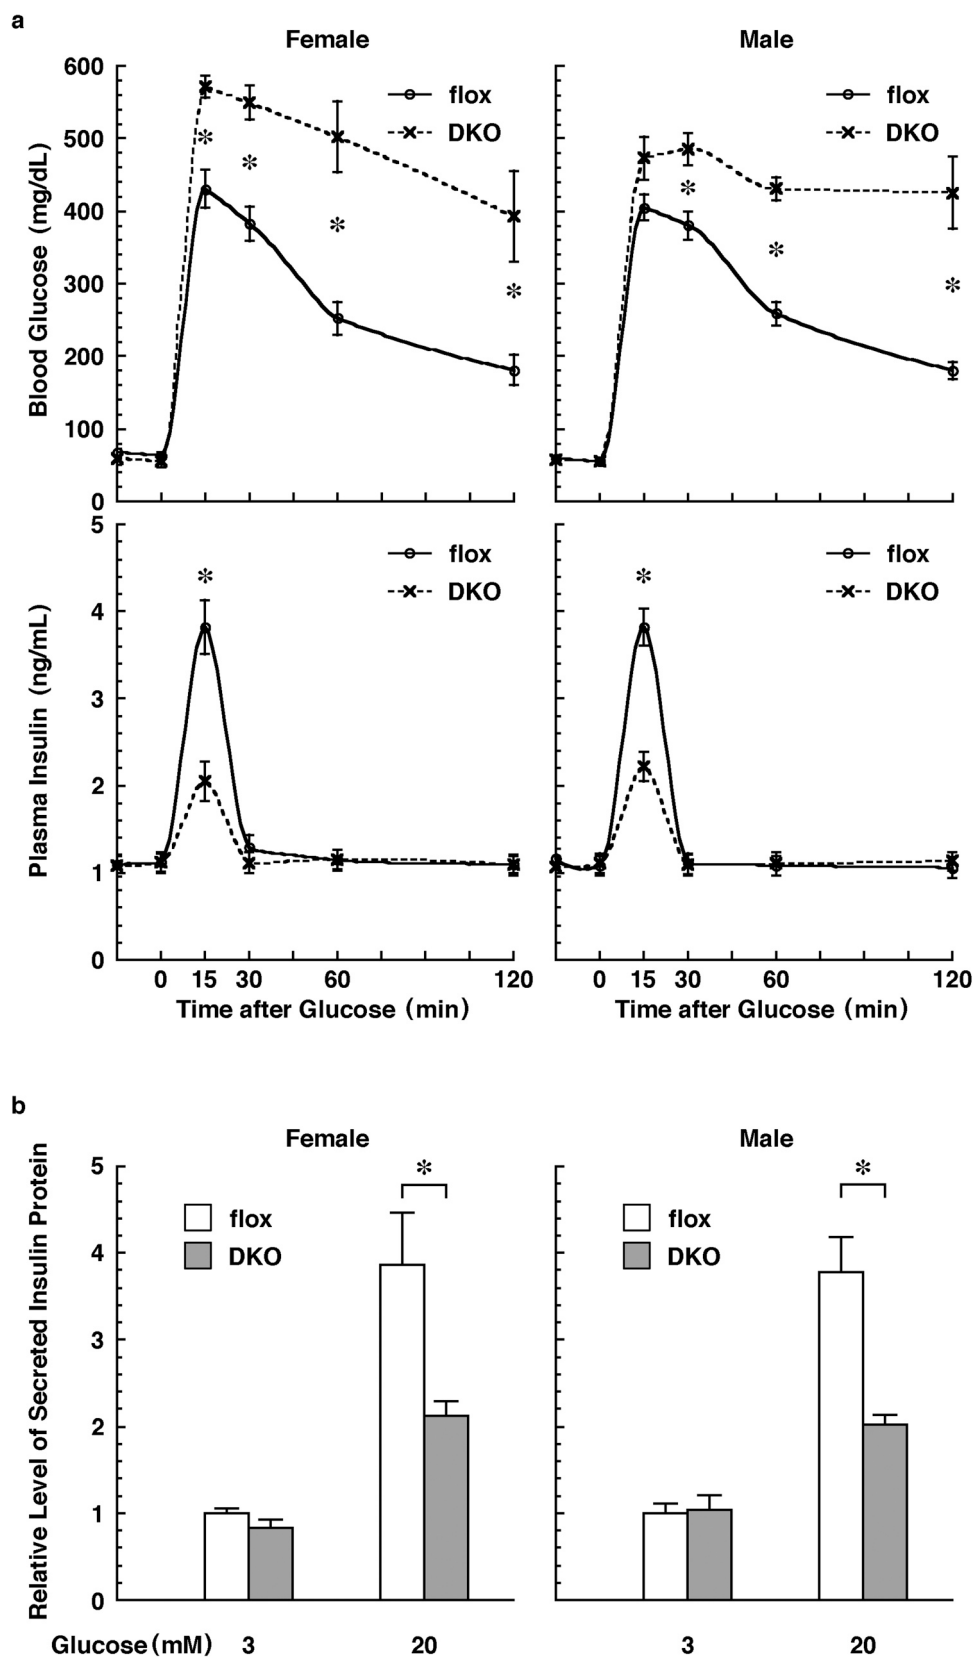 a
Female
Male
Blood Glucose (mg/dL)
600
500
400
300
200
100
0
flox
DKO
*
*
*
*
flox
DKO
*
*
*
Plasma Insulin (ng/mL)
5
4
3
2
1
0
flox
DKO
*
flox
DKO
*
0 15 30 60 120
0 15 30 60 120
Time after Glucose (min)
Time after Glucose (min)
b
Female
Male
Relative Level of Secreted Insulin Protein
5
4
3
2
1
0
flox
DKO
*
flox
DKO
*
Glucose (mM) 3 20
3 20